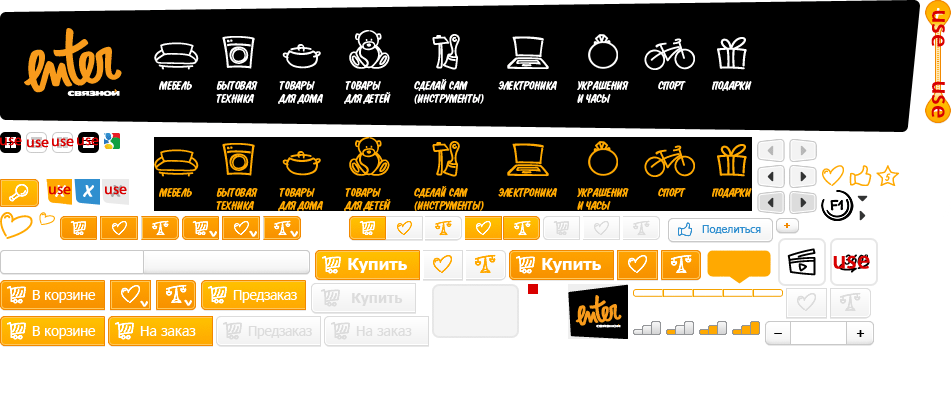 enter
СВЯЗНОЙ
МЕБЕЛЬ
БЫТОВАЯ
ТЕХНИКА
ТОВАРЫ
ДЛЯ ДОМА
ТОВАРЫ
ДЛЯ ДЕТЕЙ
СДЕЛАЙ САМ
(ИНСТРУМЕНТЫ)
ЭЛЕКТРОНИКА
УКРАШЕНИЯ
И ЧАСЫ
СПОРТ
ПОДАРКИ
use
use
use
use
use
use
МЕБЕЛЬ
БЫТОВАЯ
ТЕХНИКА
ТОВАРЫ
ДЛЯ ДОМА
ТОВАРЫ
ДЛЯ ДЕТЕЙ
СДЕЛАЙ САМ
(ИНСТРУМЕНТЫ)
ЭЛЕКТРОНИКА
УКРАШЕНИЯ
И ЧАСЫ
СПОРТ
ПОДАРКИ
use
X
use
F1
Поделиться
+
Купить
Купить
use
В корзине
Предзаказ
Купить
В корзине
На заказ
Предзаказ
На заказ
enter
СВЯЗНОЙ
− +